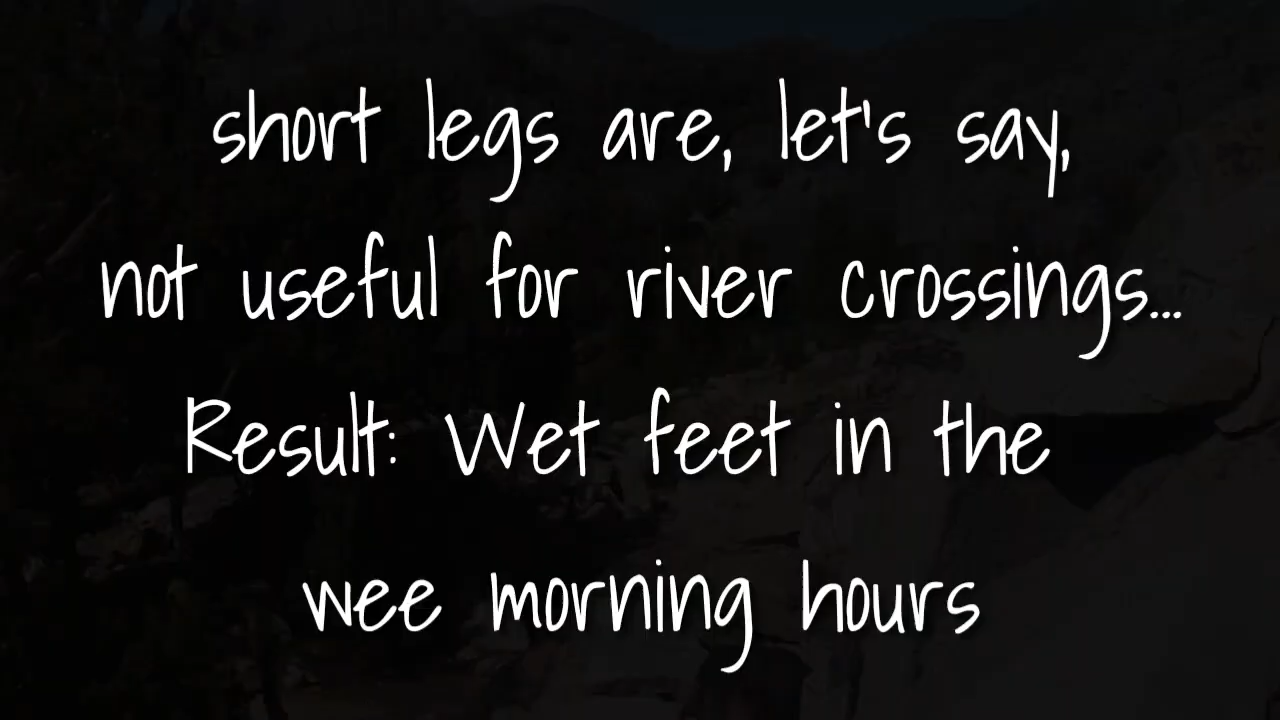 short legs are, let's say,
not useful for river crossings...
Result: Wet feet in the
wee morning hours